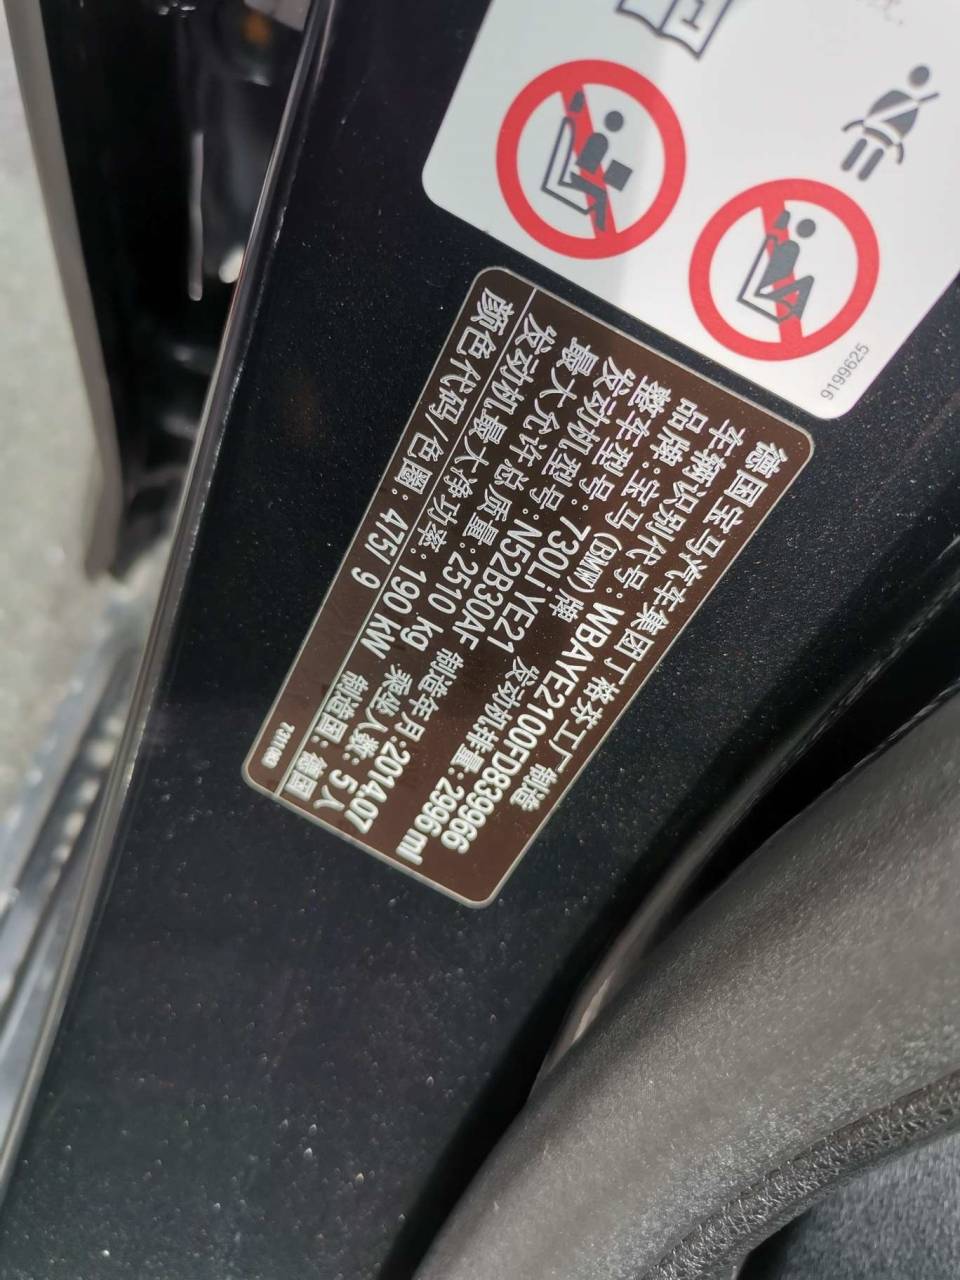 9199625
德国宝马汽车集团丁格芬工厂 制造
车辆识别代号: WBAYE2100FD839966
品牌: 宝马 (BMW) 牌 发动机排量: 2996 ml
整车型号: 730Li YE21
发动机型号: N52B30AF 制造年月: 201407
最大允许总质量: 2510 kg 乘坐人数: 5 人
发动机最大净功率: 190 kW 制造国: 德国
颜色代码/色圈: 475/ 9